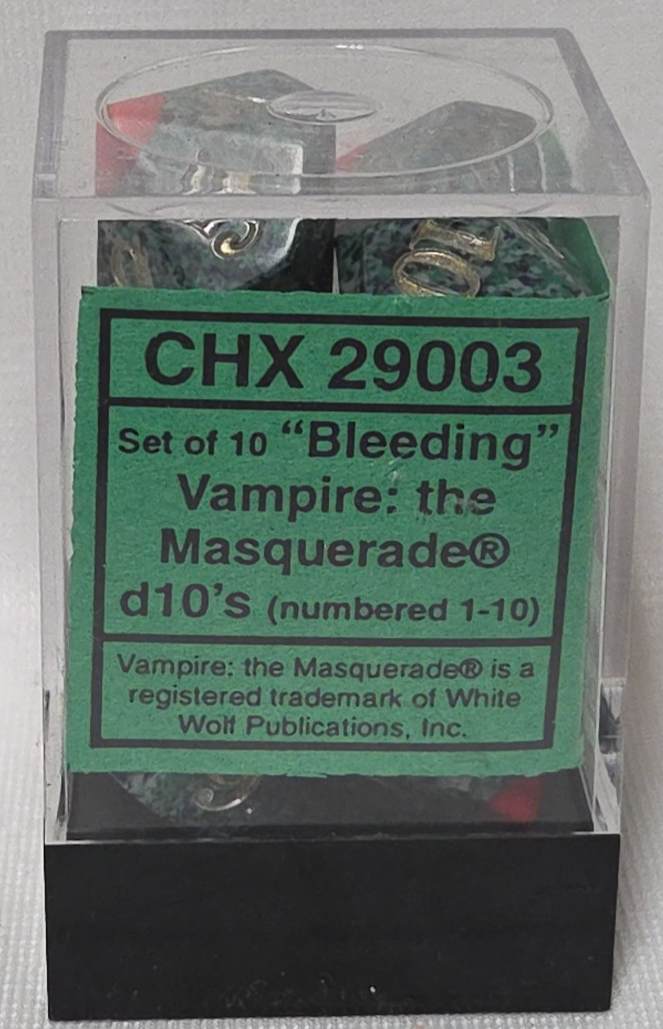 CHX 29003
Set of 10 “Bleeding”
Vampire: the
Masquerade®
d10’s (numbered 1-10)
Vampire: the Masquerade® is a
registered trademark of White
Wolf Publications, Inc.